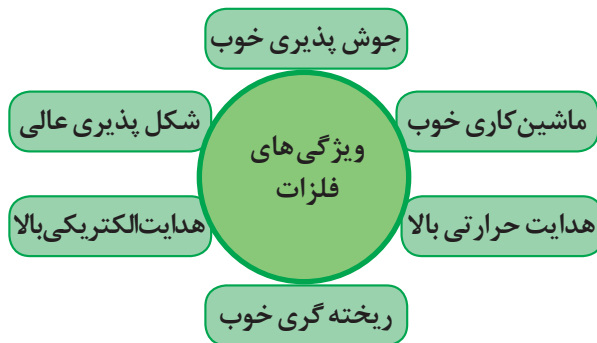 جوش پذیری خوب
ماشین‌کاری خوب
شکل پذیری عالی
ویژگی‌های
فلزات
هدایت حرارتی بالا
هدایت‌الکتریکی‌بالا
ریخته گری خوب